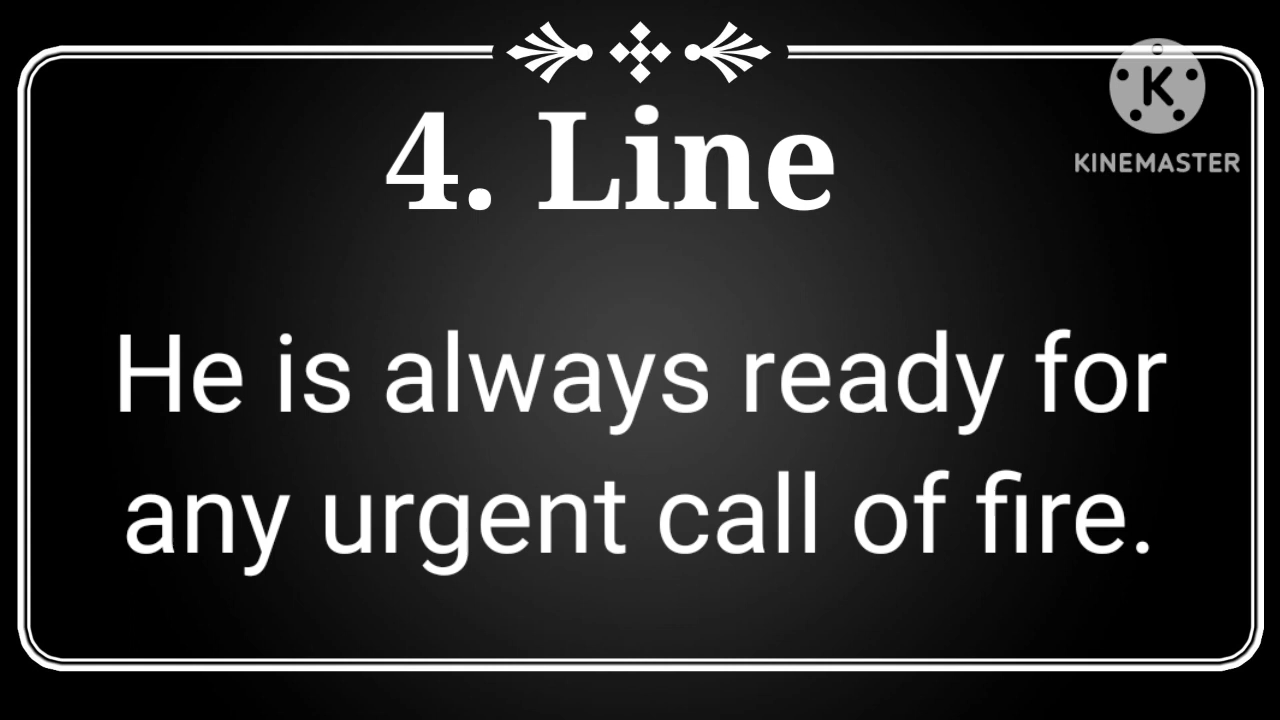 4. Line
K
KINEMASTER
He is always ready for
any urgent call of fire.